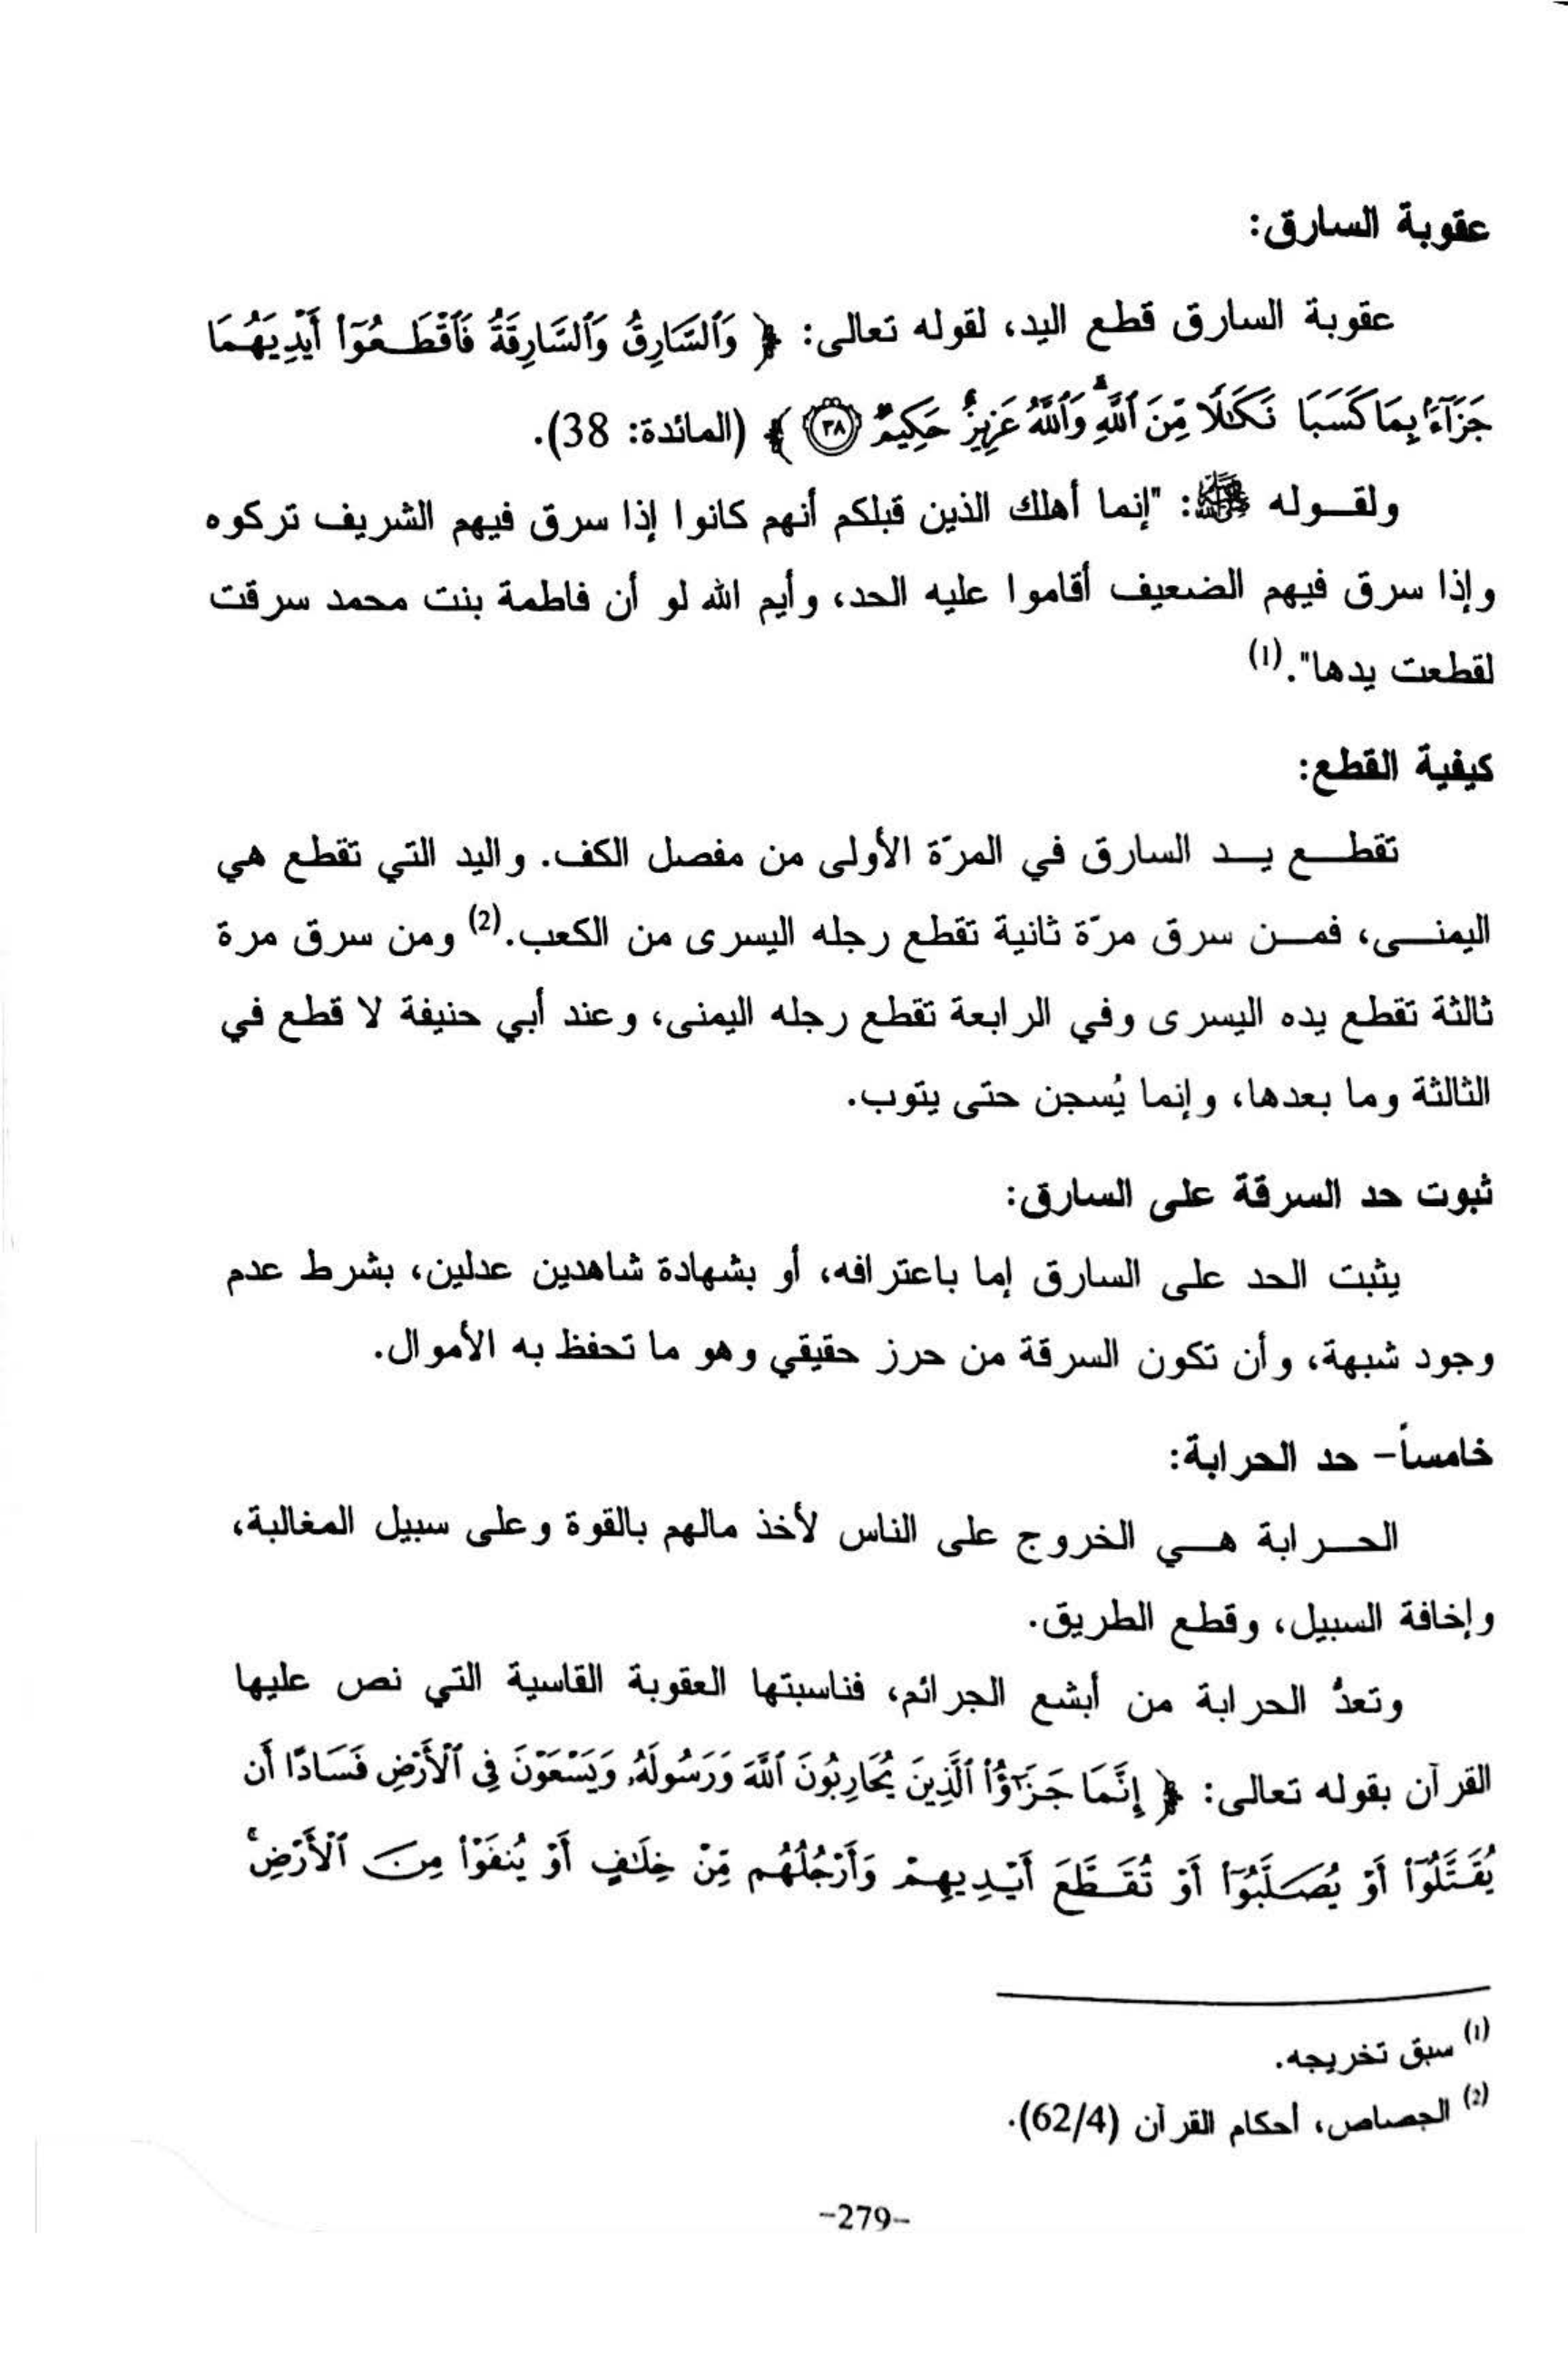 عقوبة السارق:
عقوبة السارق قطع اليد، لقوله تعالى: ﴿ وَٱلسَّارِقُ وَٱلسَّارِقَةُ فَٱقْطَعُوٓا۟ أَيْدِيَهُمَا
جَزَآءًۢ بِمَا كَسَبَا نَكَـٰلًا مِّنَ ٱللَّهِ ۗ وَٱللَّهُ عَزِيزٌ حَكِيمٌ ٣٨ ﴾ (المائدة: 38).
ولقوله ﷺ: "إنما أهلك الذين قبلكم أنهم كانوا إذا سرق فيهم الشريف تركوه
وإذا سرق فيهم الضعيف أقاموا عليه الحد، وأيم الله لو أن فاطمة بنت محمد سرقت
لقطعت يدها".(1)
كيفية القطع:
تقطع يد السارق في المرّة الأولى من مفصل الكف. واليد التي تقطع هي
اليمنى، فمن سرق مرّة ثانية تقطع رجله اليسرى من الكعب.(2) ومن سرق مرة
ثالثة تقطع يده اليسرى وفي الرابعة تقطع رجله اليمنى، وعند أبي حنيفة لا قطع في
الثالثة وما بعدها، وإنما يُسجن حتى يتوب.
ثبوت حد السرقة على السارق:
يثبت الحد على السارق إما باعترافه، أو بشهادة شاهدين عدلين، بشرط عدم
وجود شبهة، وأن تكون السرقة من حرز حقيقي وهو ما تحفظ به الأموال.
خامساً- حد الحرابة:
الحرابة هي الخروج على الناس لأخذ مالهم بالقوة وعلى سبيل المغالبة،
وإخافة السبيل، وقطع الطريق.
وتعدُّ الحرابة من أبشع الجرائم، فناسبتها العقوبة القاسية التي نص عليها
القرآن بقوله تعالى: ﴿ إِنَّمَا جَزَٰٓؤُا۟ ٱلَّذِينَ يُحَارِبُونَ ٱللَّهَ وَرَسُولَهُۥ وَيَسْعَوْنَ فِى ٱلْأَرْضِ فَسَادًا أَن
يُقَتَّلُوٓا۟ أَوْ يُصَلَّبُوٓا۟ أَوْ تُقَطَّعَ أَيْدِيهِمْ وَأَرْجُلُهُم مِّنْ خِلَـٰفٍ أَوْ يُنفَوْا۟ مِنَ ٱلْأَرْضِ ۚ
(1) سبق تخريجه.
(2) الجصاص، أحكام القرآن (62/4).
-279-